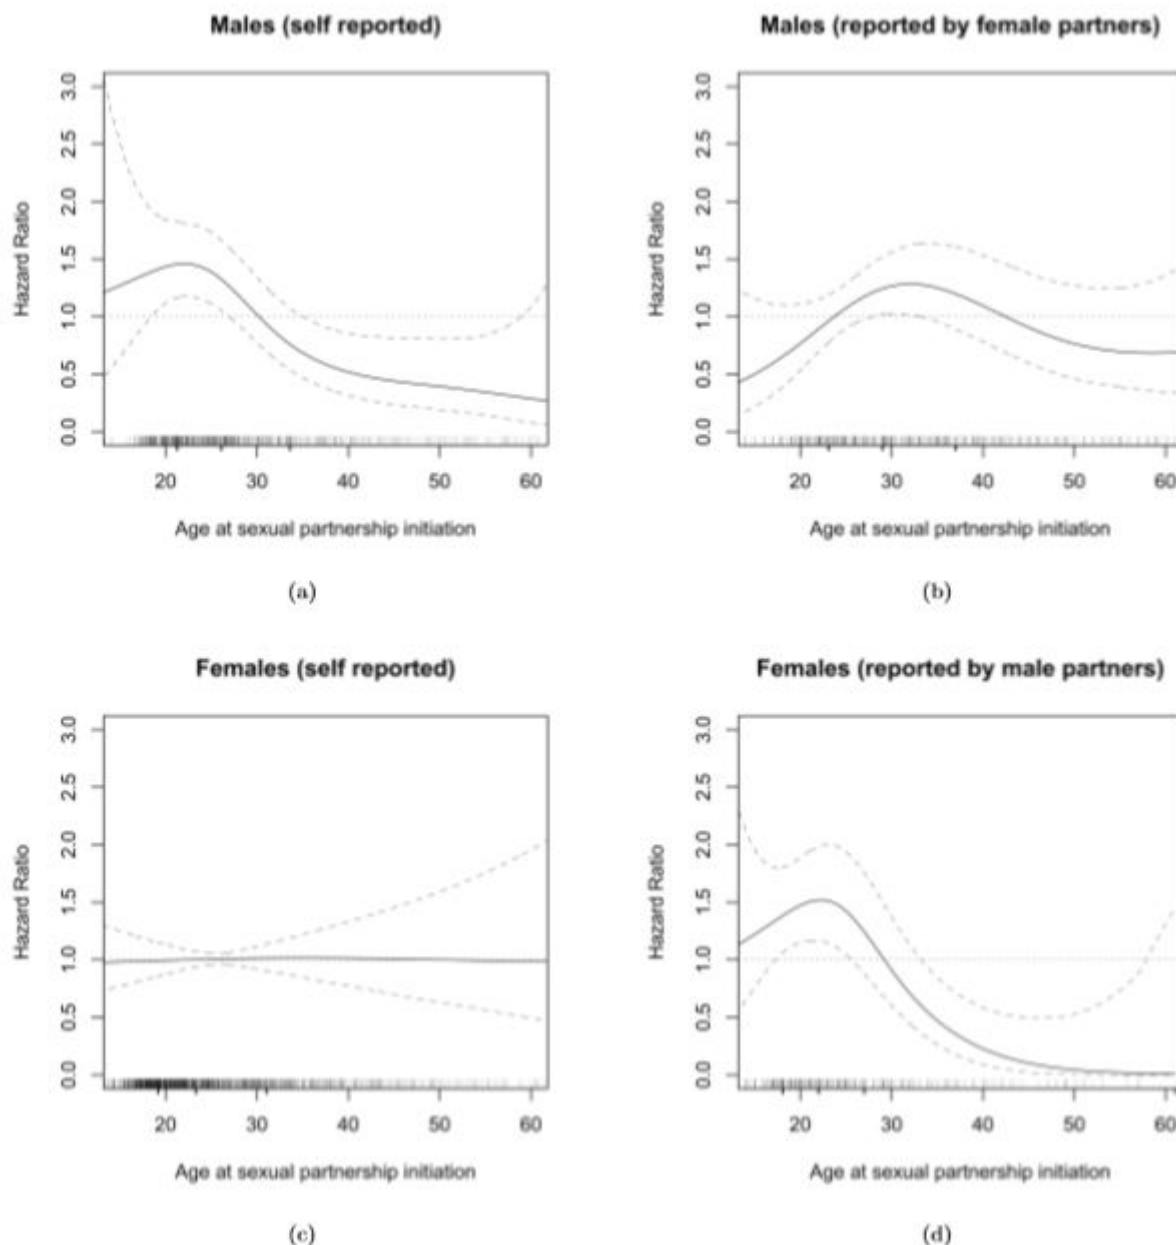 Males (self reported)
Males (reported by female partners)
3.0
2.5
2.0
1.5
1.0
0.5
0.0
Hazard Ratio
20 30 40 50 60
Age at sexual partnership initiation
(a)
3.0
2.5
2.0
1.5
1.0
0.5
0.0
Hazard Ratio
20 30 40 50 60
Age at sexual partnership initiation
(b)
Females (self reported)
Females (reported by male partners)
3.0
2.5
2.0
1.5
1.0
0.5
0.0
Hazard Ratio
20 30 40 50 60
Age at sexual partnership initiation
(c)
3.0
2.5
2.0
1.5
1.0
0.5
0.0
Hazard Ratio
20 30 40 50 60
Age at sexual partnership initiation
(d)